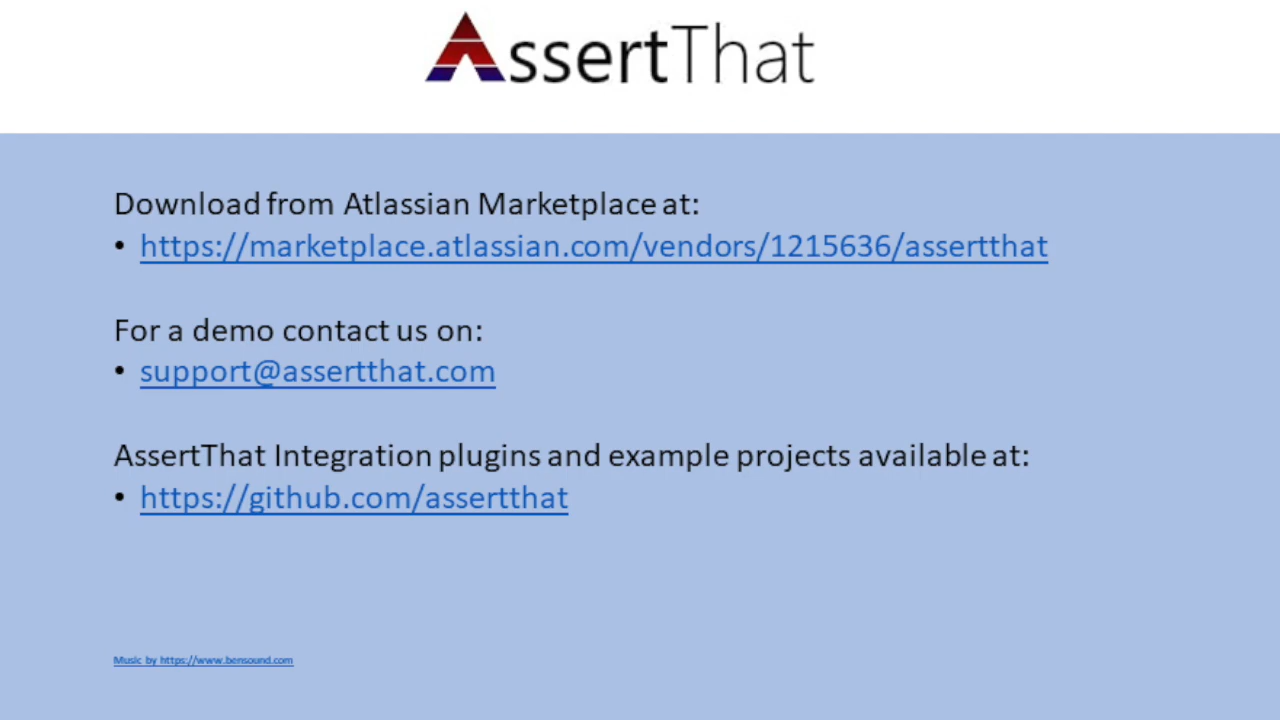 AssertThat
Download from Atlassian Marketplace at:
• https://marketplace.atlassian.com/vendors/1215636/assertthat
For a demo contact us on:
• support@assertthat.com
AssertThat Integration plugins and example projects available at:
• https://github.com/assertthat
Music by https://www.bensound.com